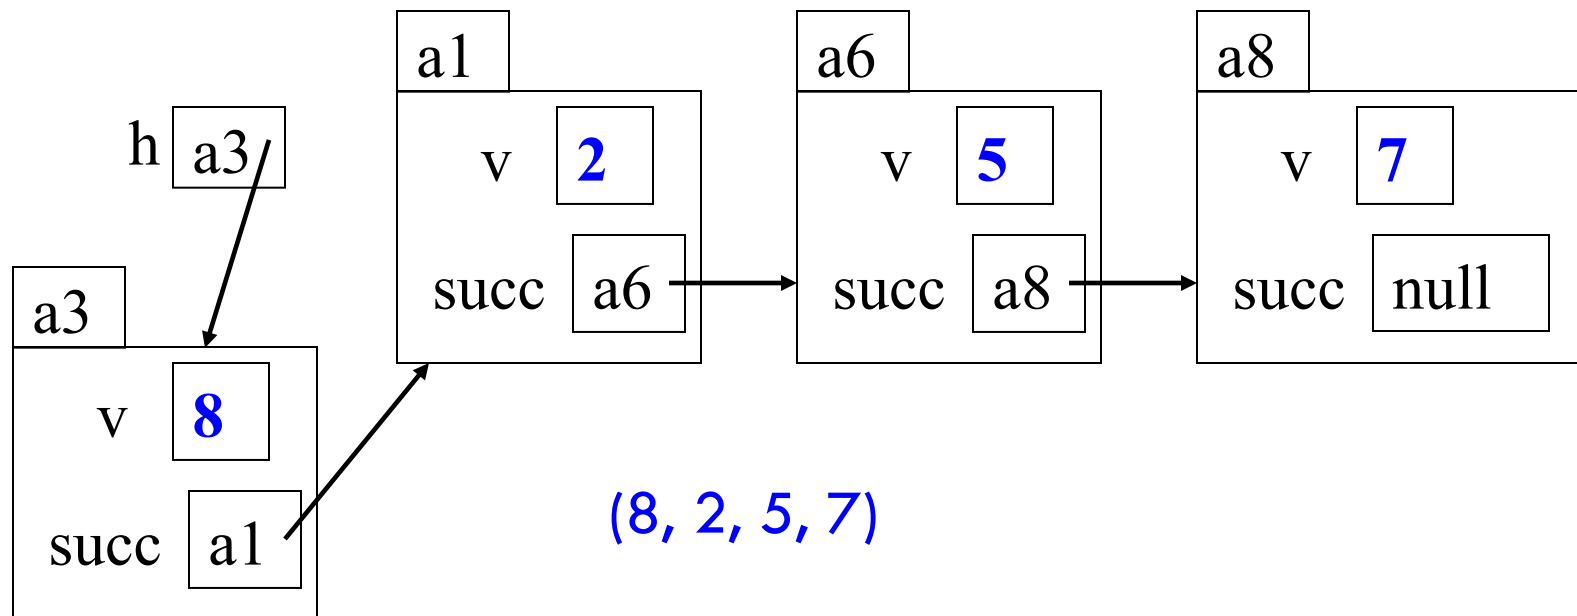 h a3
a3
v 8
succ a1
a1
v 2
succ a6
a6
v 5
succ a8
a8
v 7
succ null
(8, 2, 5, 7)